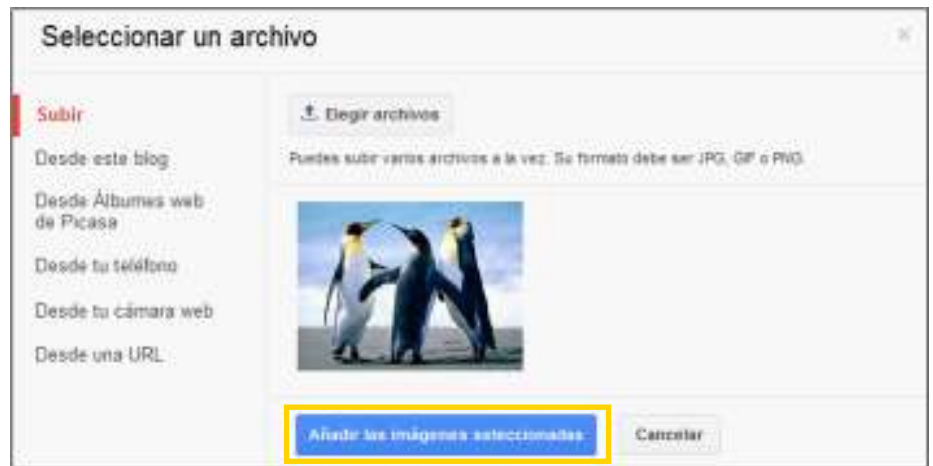 Seleccionar un archivo
Subir
Elegir archivos
Desde este blog
Puedes subir varios archivos a la vez. Su formato debe ser JPG, GIF o PNG.
Desde Álbumes web
de Picasa
Desde tu teléfono
Desde tu cámara web
Desde una URL
Añadir las imágenes seleccionadas
Cancelar